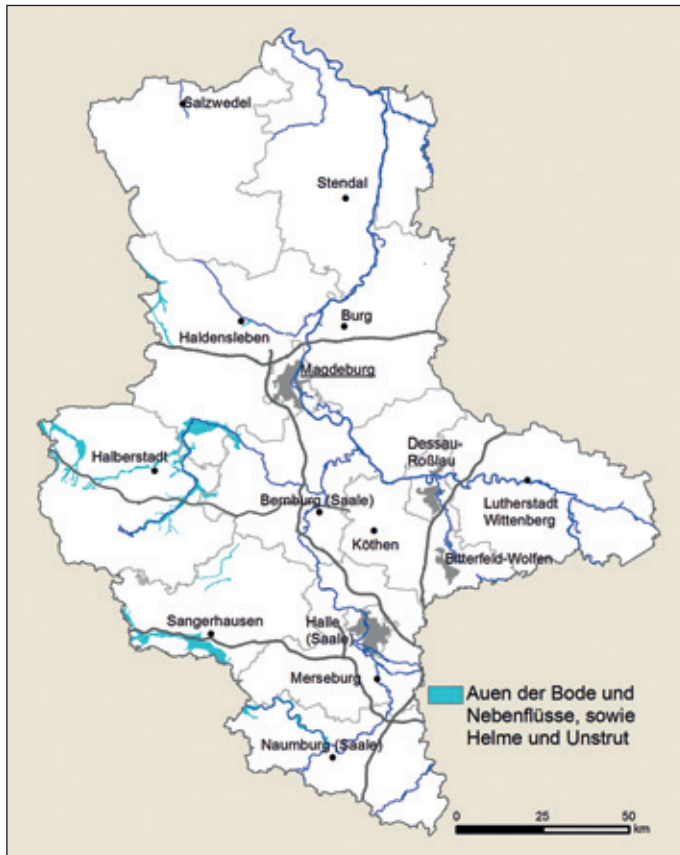 Salzwedel
Stendal
Burg
Haldensleben
Magdeburg
Halberstadt
Dessau-
Roßlau
Bernburg (Saale)
Lutherstadt
Wittenberg
Köthen
Bitterfeld-Wolfen
Sangerhausen
Halle
(Saale)
Merseburg
Auen der Bode und
Nebenflüsse, sowie
Helme und Unstrut
Naumburg (Saale)
0 25 50
km